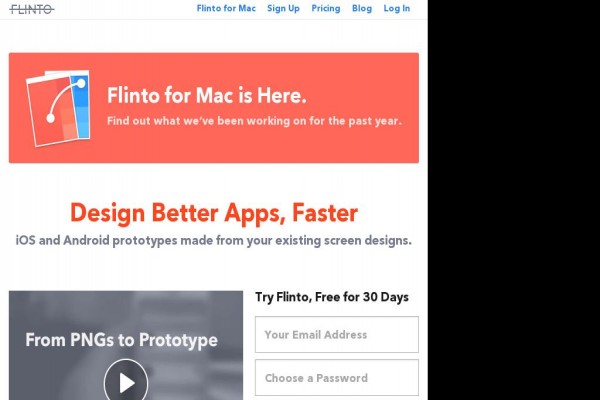 FLINTO
Flinto for Mac Sign Up Pricing Blog Log In
Flinto for Mac is Here.
Find out what we've been working on for the past year.
Design Better Apps, Faster
iOS and Android prototypes made from your existing screen designs.
From PNGs to Prototype
Try Flinto, Free for 30 Days
Your Email Address
Choose a Password